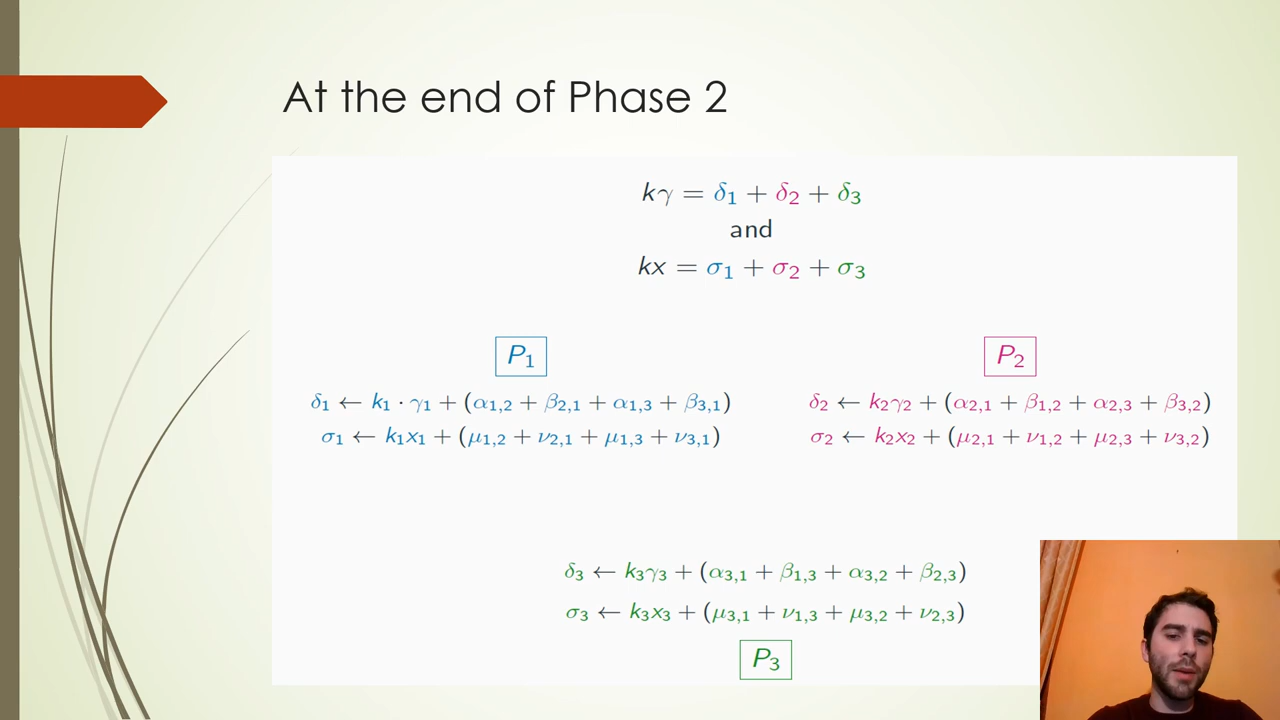 At the end of Phase 2
kγ = δ₁ + δ₂ + δ₃
and
kx = σ₁ + σ₂ + σ₃
P₁
δ₁ ← k₁ · γ₁ + (α₁,₂ + β₂,₁ + α₁,₃ + β₃,₁)
σ₁ ← k₁x₁ + (μ₁,₂ + ν₂,₁ + μ₁,₃ + ν₃,₁)
P₂
δ₂ ← k₂γ₂ + (α₂,₁ + β₁,₂ + α₂,₃ + β₃,₂)
σ₂ ← k₂x₂ + (μ₂,₁ + ν₁,₂ + μ₂,₃ + ν₃,₂)
δ₃ ← k₃γ₃ + (α₃,₁ + β₁,₃ + α₃,₂ + β₂,₃)
σ₃ ← k₃x₃ + (μ₃,₁ + ν₁,₃ + μ₃,₂ + ν₂,₃)
P₃